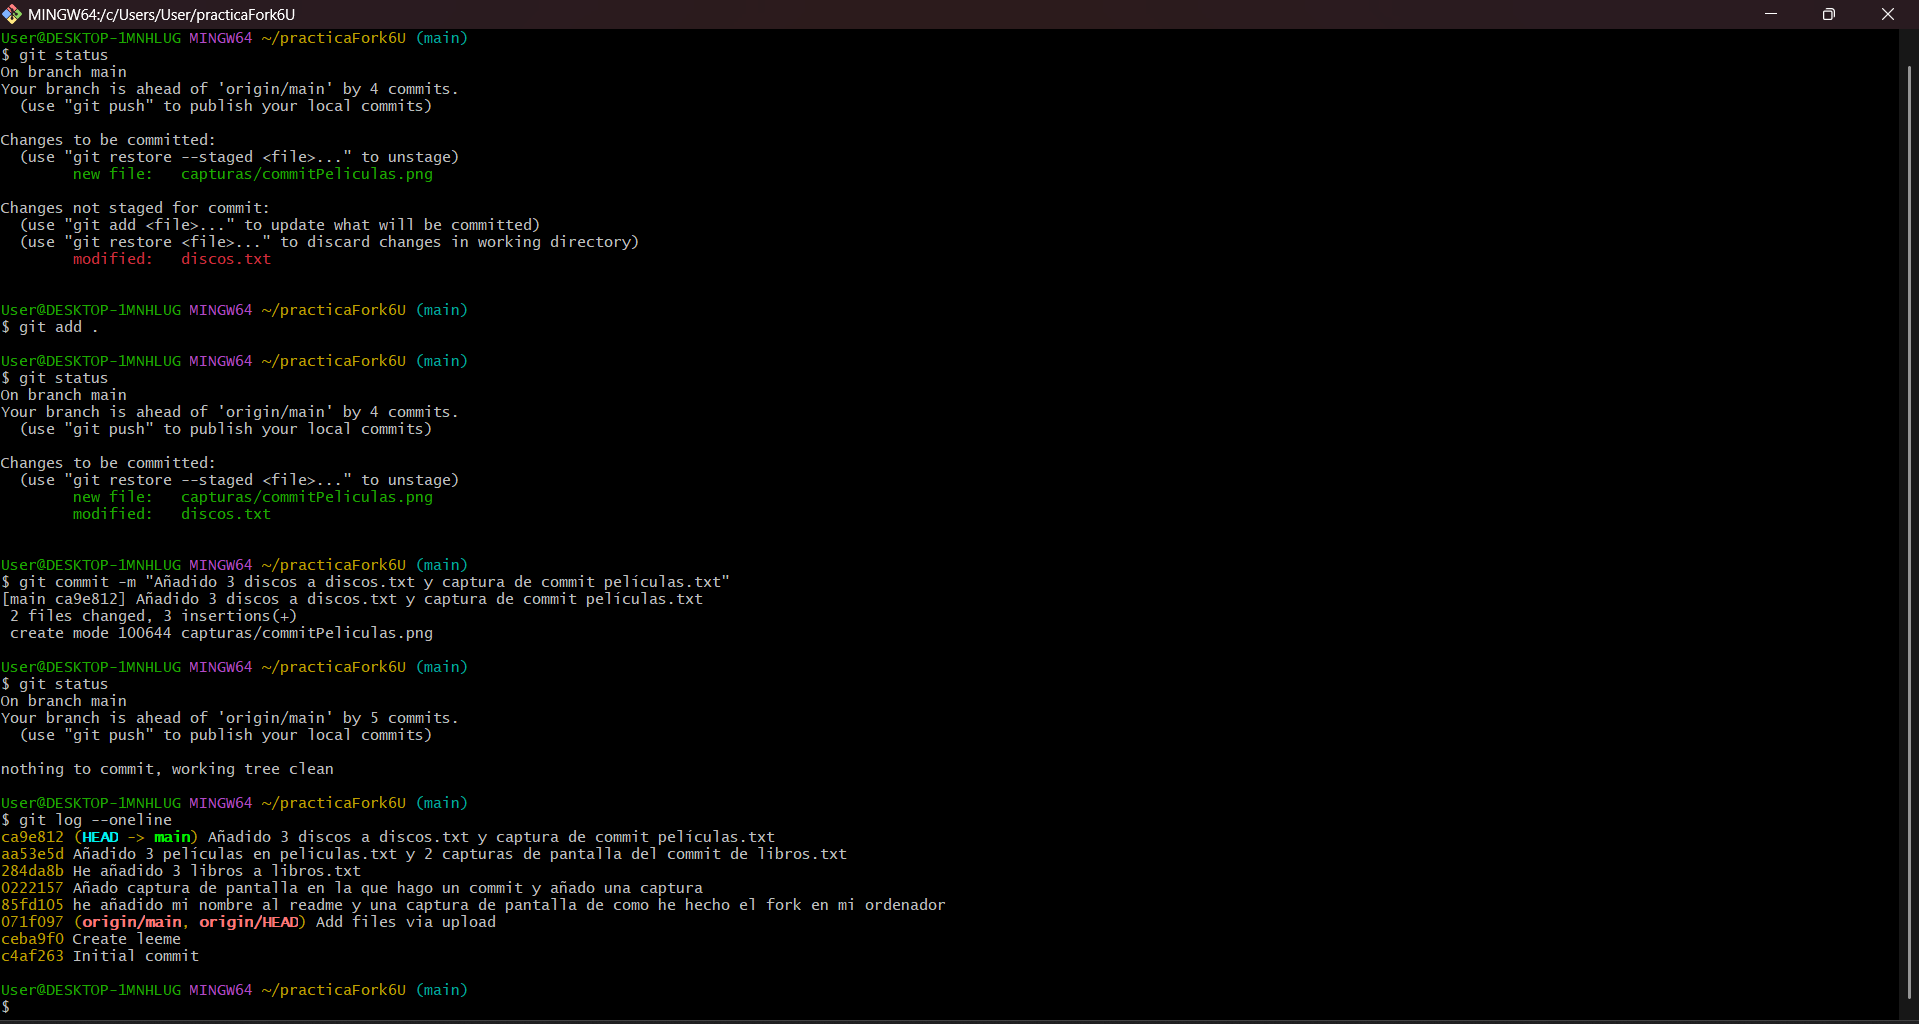 MINGW64:/c/Users/User/practicaFork6U
User@DESKTOP-1MNHLUG MINGW64 ~/practicaFork6U (main)
$ git status
On branch main
Your branch is ahead of 'origin/main' by 4 commits.
  (use "git push" to publish your local commits)
Changes to be committed:
  (use "git restore --staged <file>..." to unstage)
        new file:   capturas/commitPeliculas.png
Changes not staged for commit:
  (use "git add <file>..." to update what will be committed)
  (use "git restore <file>..." to discard changes in working directory)
        modified:   discos.txt
User@DESKTOP-1MNHLUG MINGW64 ~/practicaFork6U (main)
$ git add .
User@DESKTOP-1MNHLUG MINGW64 ~/practicaFork6U (main)
$ git status
On branch main
Your branch is ahead of 'origin/main' by 4 commits.
  (use "git push" to publish your local commits)
Changes to be committed:
  (use "git restore --staged <file>..." to unstage)
        new file:   capturas/commitPeliculas.png
        modified:   discos.txt
User@DESKTOP-1MNHLUG MINGW64 ~/practicaFork6U (main)
$ git commit -m "Añadido 3 discos a discos.txt y captura de commit películas.txt"
[main ca9e812] Añadido 3 discos a discos.txt y captura de commit películas.txt
 2 files changed, 3 insertions(+)
 create mode 100644 capturas/commitPeliculas.png
User@DESKTOP-1MNHLUG MINGW64 ~/practicaFork6U (main)
$ git status
On branch main
Your branch is ahead of 'origin/main' by 5 commits.
  (use "git push" to publish your local commits)
nothing to commit, working tree clean
User@DESKTOP-1MNHLUG MINGW64 ~/practicaFork6U (main)
$ git log --oneline
ca9e812 (HEAD -> main) Añadido 3 discos a discos.txt y captura de commit películas.txt
aa53e5d Añadido 3 películas en peliculas.txt y 2 capturas de pantalla del commit de libros.txt
284da8b He añadido 3 libros a libros.txt
0222157 Añado captura de pantalla en la que hago un commit y añado una captura
85fd105 he añadido mi nombre al readme y una captura de pantalla de como he hecho el fork en mi ordenador
071f097 (origin/main, origin/HEAD) Add files via upload
ceba9f0 Create leeme
c4af263 Initial commit
User@DESKTOP-1MNHLUG MINGW64 ~/practicaFork6U (main)
$